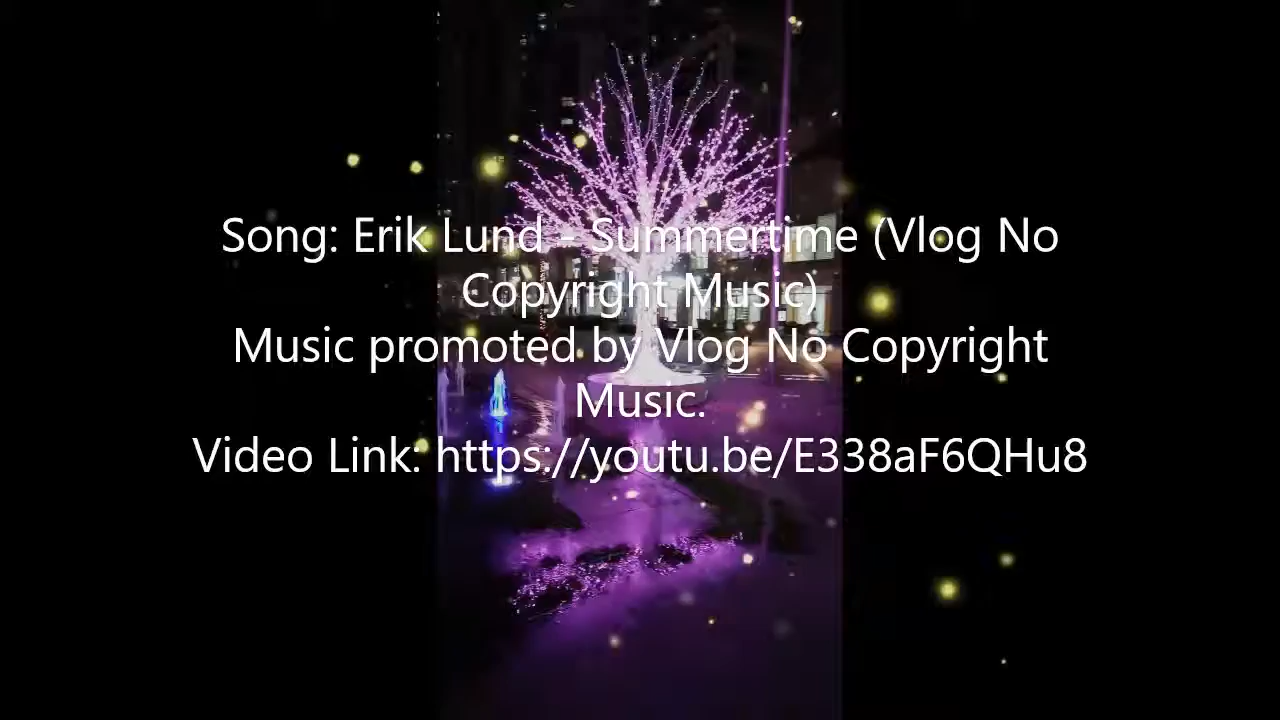 Song: Erik Lund - Summertime (Vlog No
Copyright Music)
Music promoted by Vlog No Copyright
Music.
Video Link: https://youtu.be/E338aF6QHu8